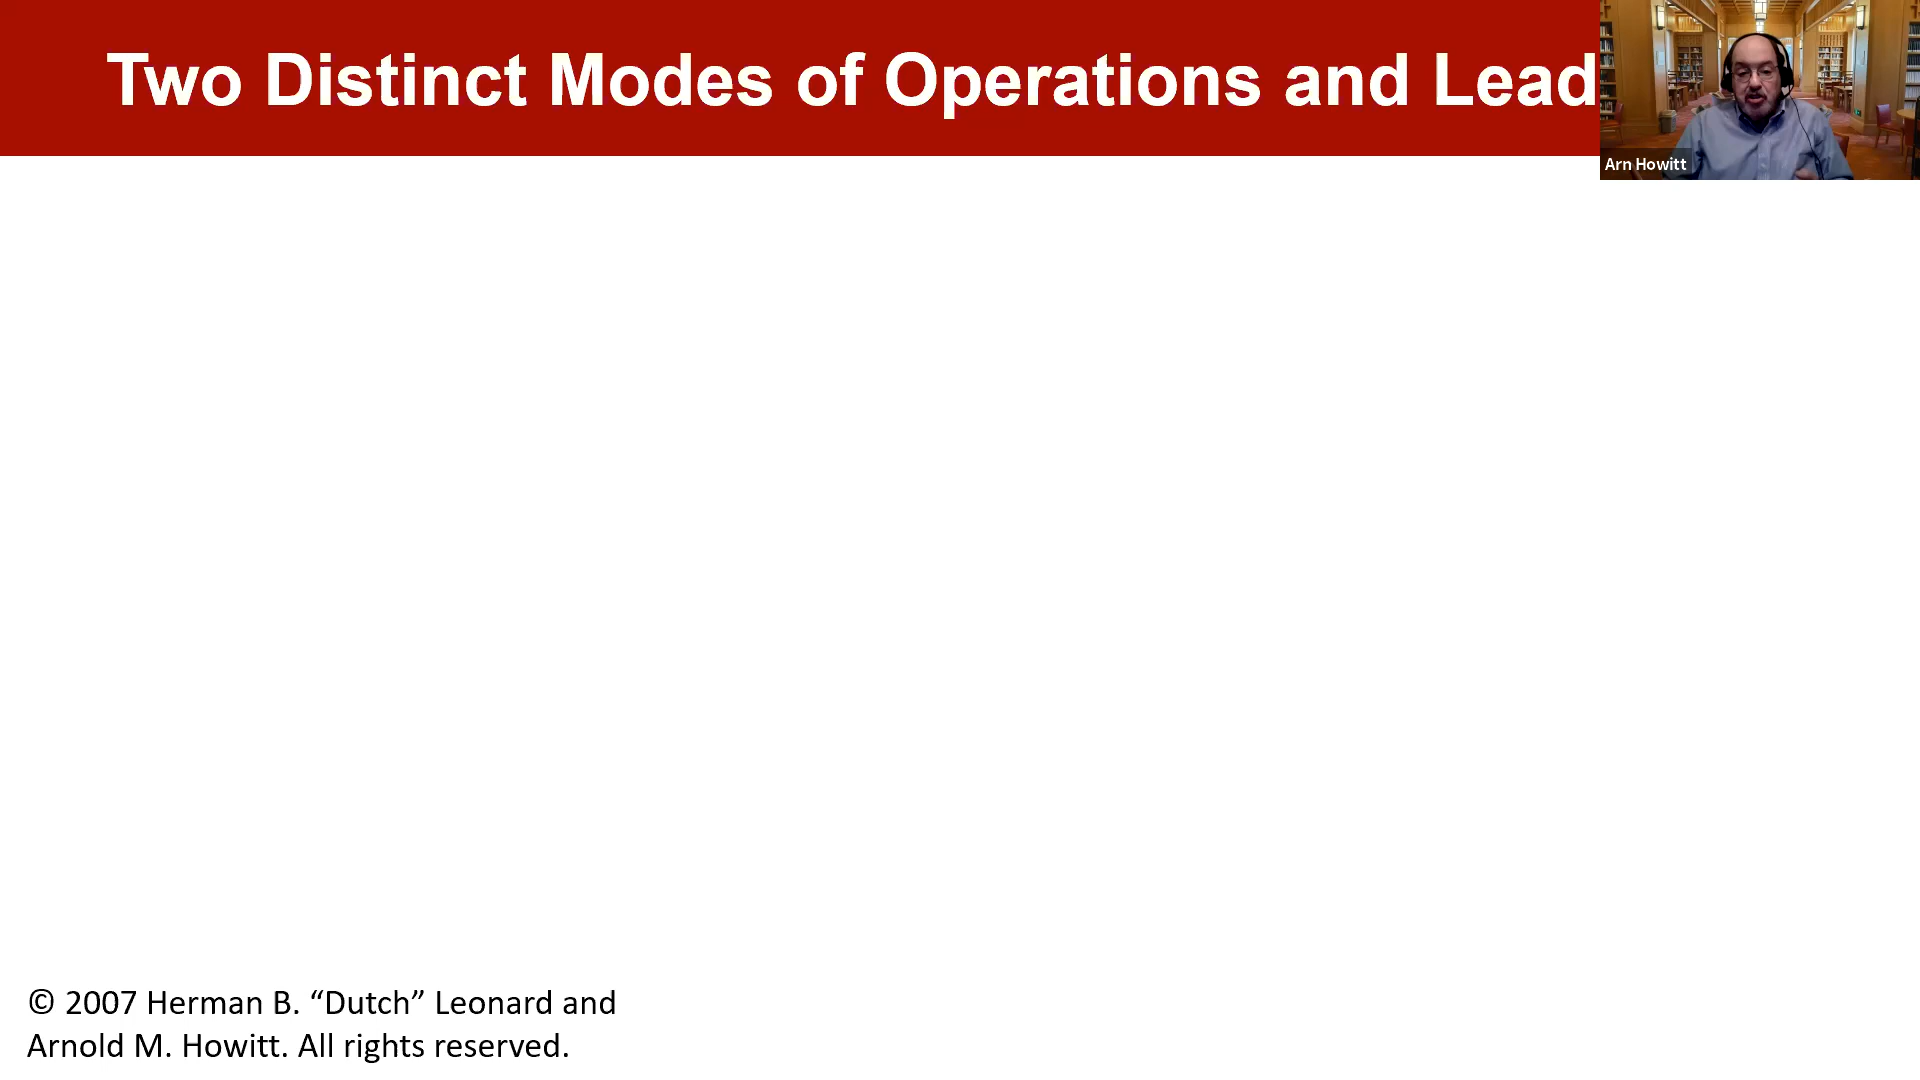 Two Distinct Modes of Operations and Lead
Arn Howitt
© 2007 Herman B. “Dutch” Leonard and
Arnold M. Howitt. All rights reserved.